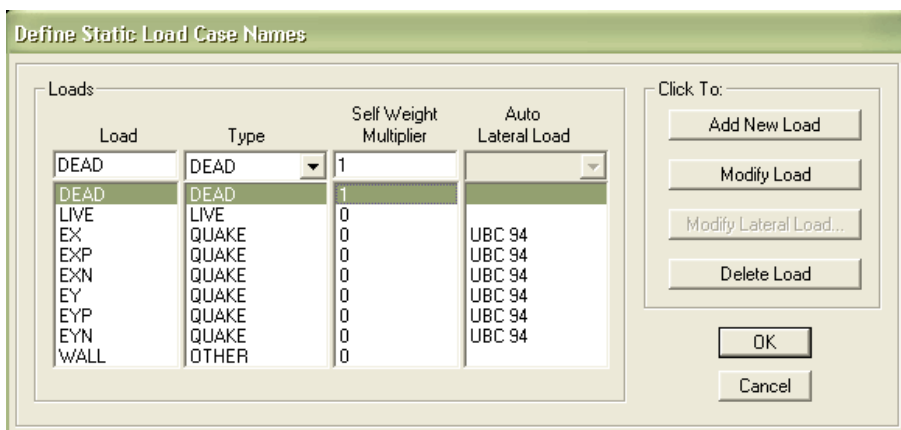 Define Static Load Case Names
Loads
Click To:
Load Type Self Weight Multiplier Auto Lateral Load
DEAD DEAD 1
DEAD DEAD 1
LIVE LIVE 0
EX QUAKE 0 UBC 94
EXP QUAKE 0 UBC 94
EXN QUAKE 0 UBC 94
EY QUAKE 0 UBC 94
EYP QUAKE 0 UBC 94
EYN QUAKE 0 UBC 94
WALL OTHER 0
Add New Load
Modify Load
Modify Lateral Load...
Delete Load
OK
Cancel